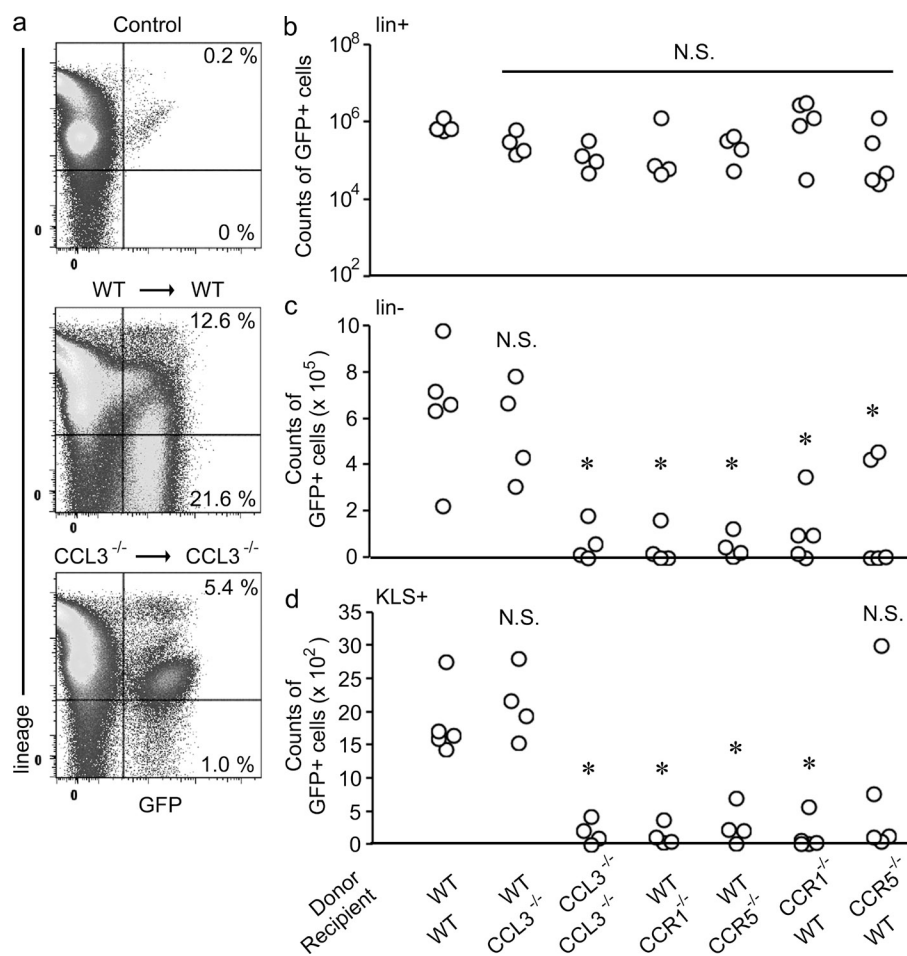 a
Control
0.2 %
0 %
0
0
WT → WT
12.6 %
21.6 %
0
0
CCL3-/- → CCL3-/-
5.4 %
1.0 %
0
0
lineage
GFP
b
lin+
N.S.
Counts of GFP+ cells
10^8
10^6
10^4
10^2
c
lin-
N.S.
* * * * *
Counts of
GFP+ cells (x 10^5)
10
8
6
4
2
0
d
KLS+
N.S.
N.S.
* * * *
Counts of
GFP+ cells (x 10^2)
35
30
25
20
15
10
5
0
Donor WT WT CCL3-/- WT WT CCR1-/- CCR5-/-
Recipient WT CCL3-/- CCL3-/- CCR1-/- CCR5-/- WT WT